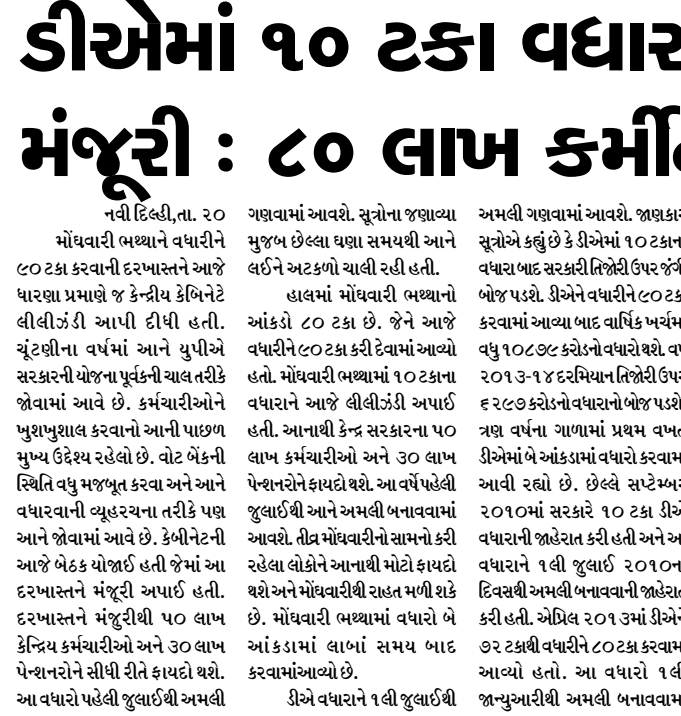 ડીએમાં ૧૦ ટકા
મંજૂરી : ૮૦ લાખ
નવી દિલ્હી,તા. ૨૦
મોંઘવારી ભથ્થાને વધારીને
૯૦ ટકા કરવાની દરખાસ્તને આજે
ધારણા પ્રમાણે જ કેન્દ્રીય કેબિનેટે
લીલીઝંડી આપી દીધી હતી.
ચૂંટણીના વર્ષમાં આને યુપીએ
સરકારની યોજના પૂર્વકની ચાલ તરીકે
જોવામાં આવે છે. કર્મચારીઓને
ખુશખુશાલ કરવાનો આની પાછળ
મુખ્ય ઉદ્દેશ્ય રહેલો છે. વોટ બેંકની
સ્થિતિ વધુ મજબૂત કરવા અને આને
વધારવાની વ્યૂહરચના તરીકે પણ
આને જોવામાં આવે છે. કેબીનેટની
આજે બેઠક યોજાઈ હતી જેમાં આ
દરખાસ્તને મંજૂરી અપાઈ હતી.
દરખાસ્તને મંજુરીથી ૫૦ લાખ
કેન્દ્રિય કર્મચારીઓ અને ૩૦ લાખ
પેન્શનરોને સીધી રીતે ફાયદો થશે.
આ વધારો પહેલી જુલાઈથી અમલી
ગણવામાં આવશે. સૂત્રોના જણાવ્યા
મુજબ છેલ્લા ઘણા સમયથી આને
લઈને અટકળો ચાલી રહી હતી.
હાલમાં મોંઘવારી ભથ્થાનો
આંકડો ૮૦ ટકા છે. જેને આજે
વધારીને ૯૦ ટકા કરી દેવામાં આવ્યો
હતો. મોંઘવારી ભથ્થામાં ૧૦ ટકાના
વધારાને આજે લીલીઝંડી અપાઈ
હતી. આનાથી કેન્દ્ર સરકારના ૫૦
લાખ કર્મચારીઓ અને ૩૦ લાખ
પેન્શનરોને ફાયદો થશે. આ વર્ષે પહેલી
જુલાઈથી આને અમલી બનાવવામાં
આવશે. તીવ્ર મોંઘવારીનો સામનો કરી
રહેલા લોકોને આનાથી મોટો ફાયદો
થશે અને મોંઘવારીથી રાહત મળી શકે
છે. મોંઘવારી ભથ્થામાં વધારો બે
આંકડામાં લાબાં સમય બાદ
કરવામાંઆવ્યો છે.
ડીએ વધારાને ૧ લી જુલાઈથી
અમલી ગણવામાં આવશે.
સૂત્રોએ કહ્યું છે કે ડીએમાં ૧૦ ટકાના
વધારા બાદ સરકારી તિજોરી ઉપર જંગી
બોજ પડશે. ડીએને વધારીને ૯૦ ટકા
કરવામાં આવ્યા બાદ વાર્ષિક ખર્ચમાં
વધુ ૧૦૮૭૯ કરોડનો વધારો થશે.
૨૦૧૩-૧૪ દરમિયાન તિજોરી ઉપર
૬૨૯૭ કરોડનો વધારાનો બોજ પડશે
ત્રણ વર્ષના ગાળામાં પ્રથમ વખત
ડીએમાં બે આંકડામાં વધારો
આવી રહ્યો છે. છેલ્લે સપ્ટેમ્બર
૨૦૧૦માં સરકારે ૧૦ ટકા ડીએ
વધારાની જાહેરાત કરી હતી અને
વધારાને ૧લી જુલાઈ
દિવસથી અમલી બનાવવાની જાહેરાત
કરી હતી. એપ્રિલ ૨૦૧૩માં ડીએને
૭૨ ટકાથી વધારીને ૮૦ ટકા
આવ્યો હતો. આ વધારો ૧લી
જાન્યુઆરીથી અમલી